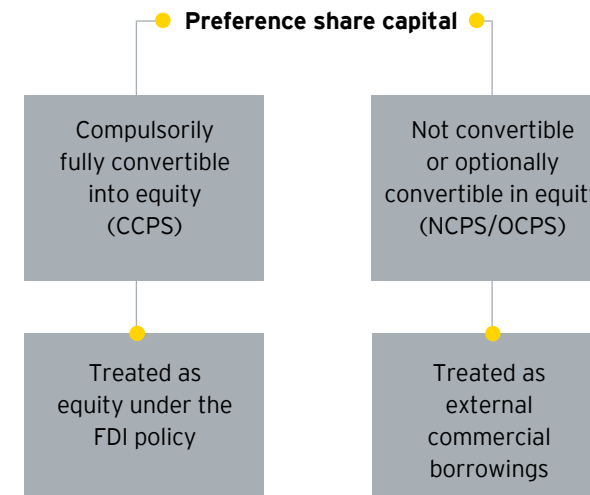 Preference share capital
Compulsorily
fully convertible
into equity
(CCPS)
Not convertible
or optionally
convertible in equit
(NCPS/OCPS)
Treated as
equity under the
FDI policy
Treated as
external
commercial
borrowings